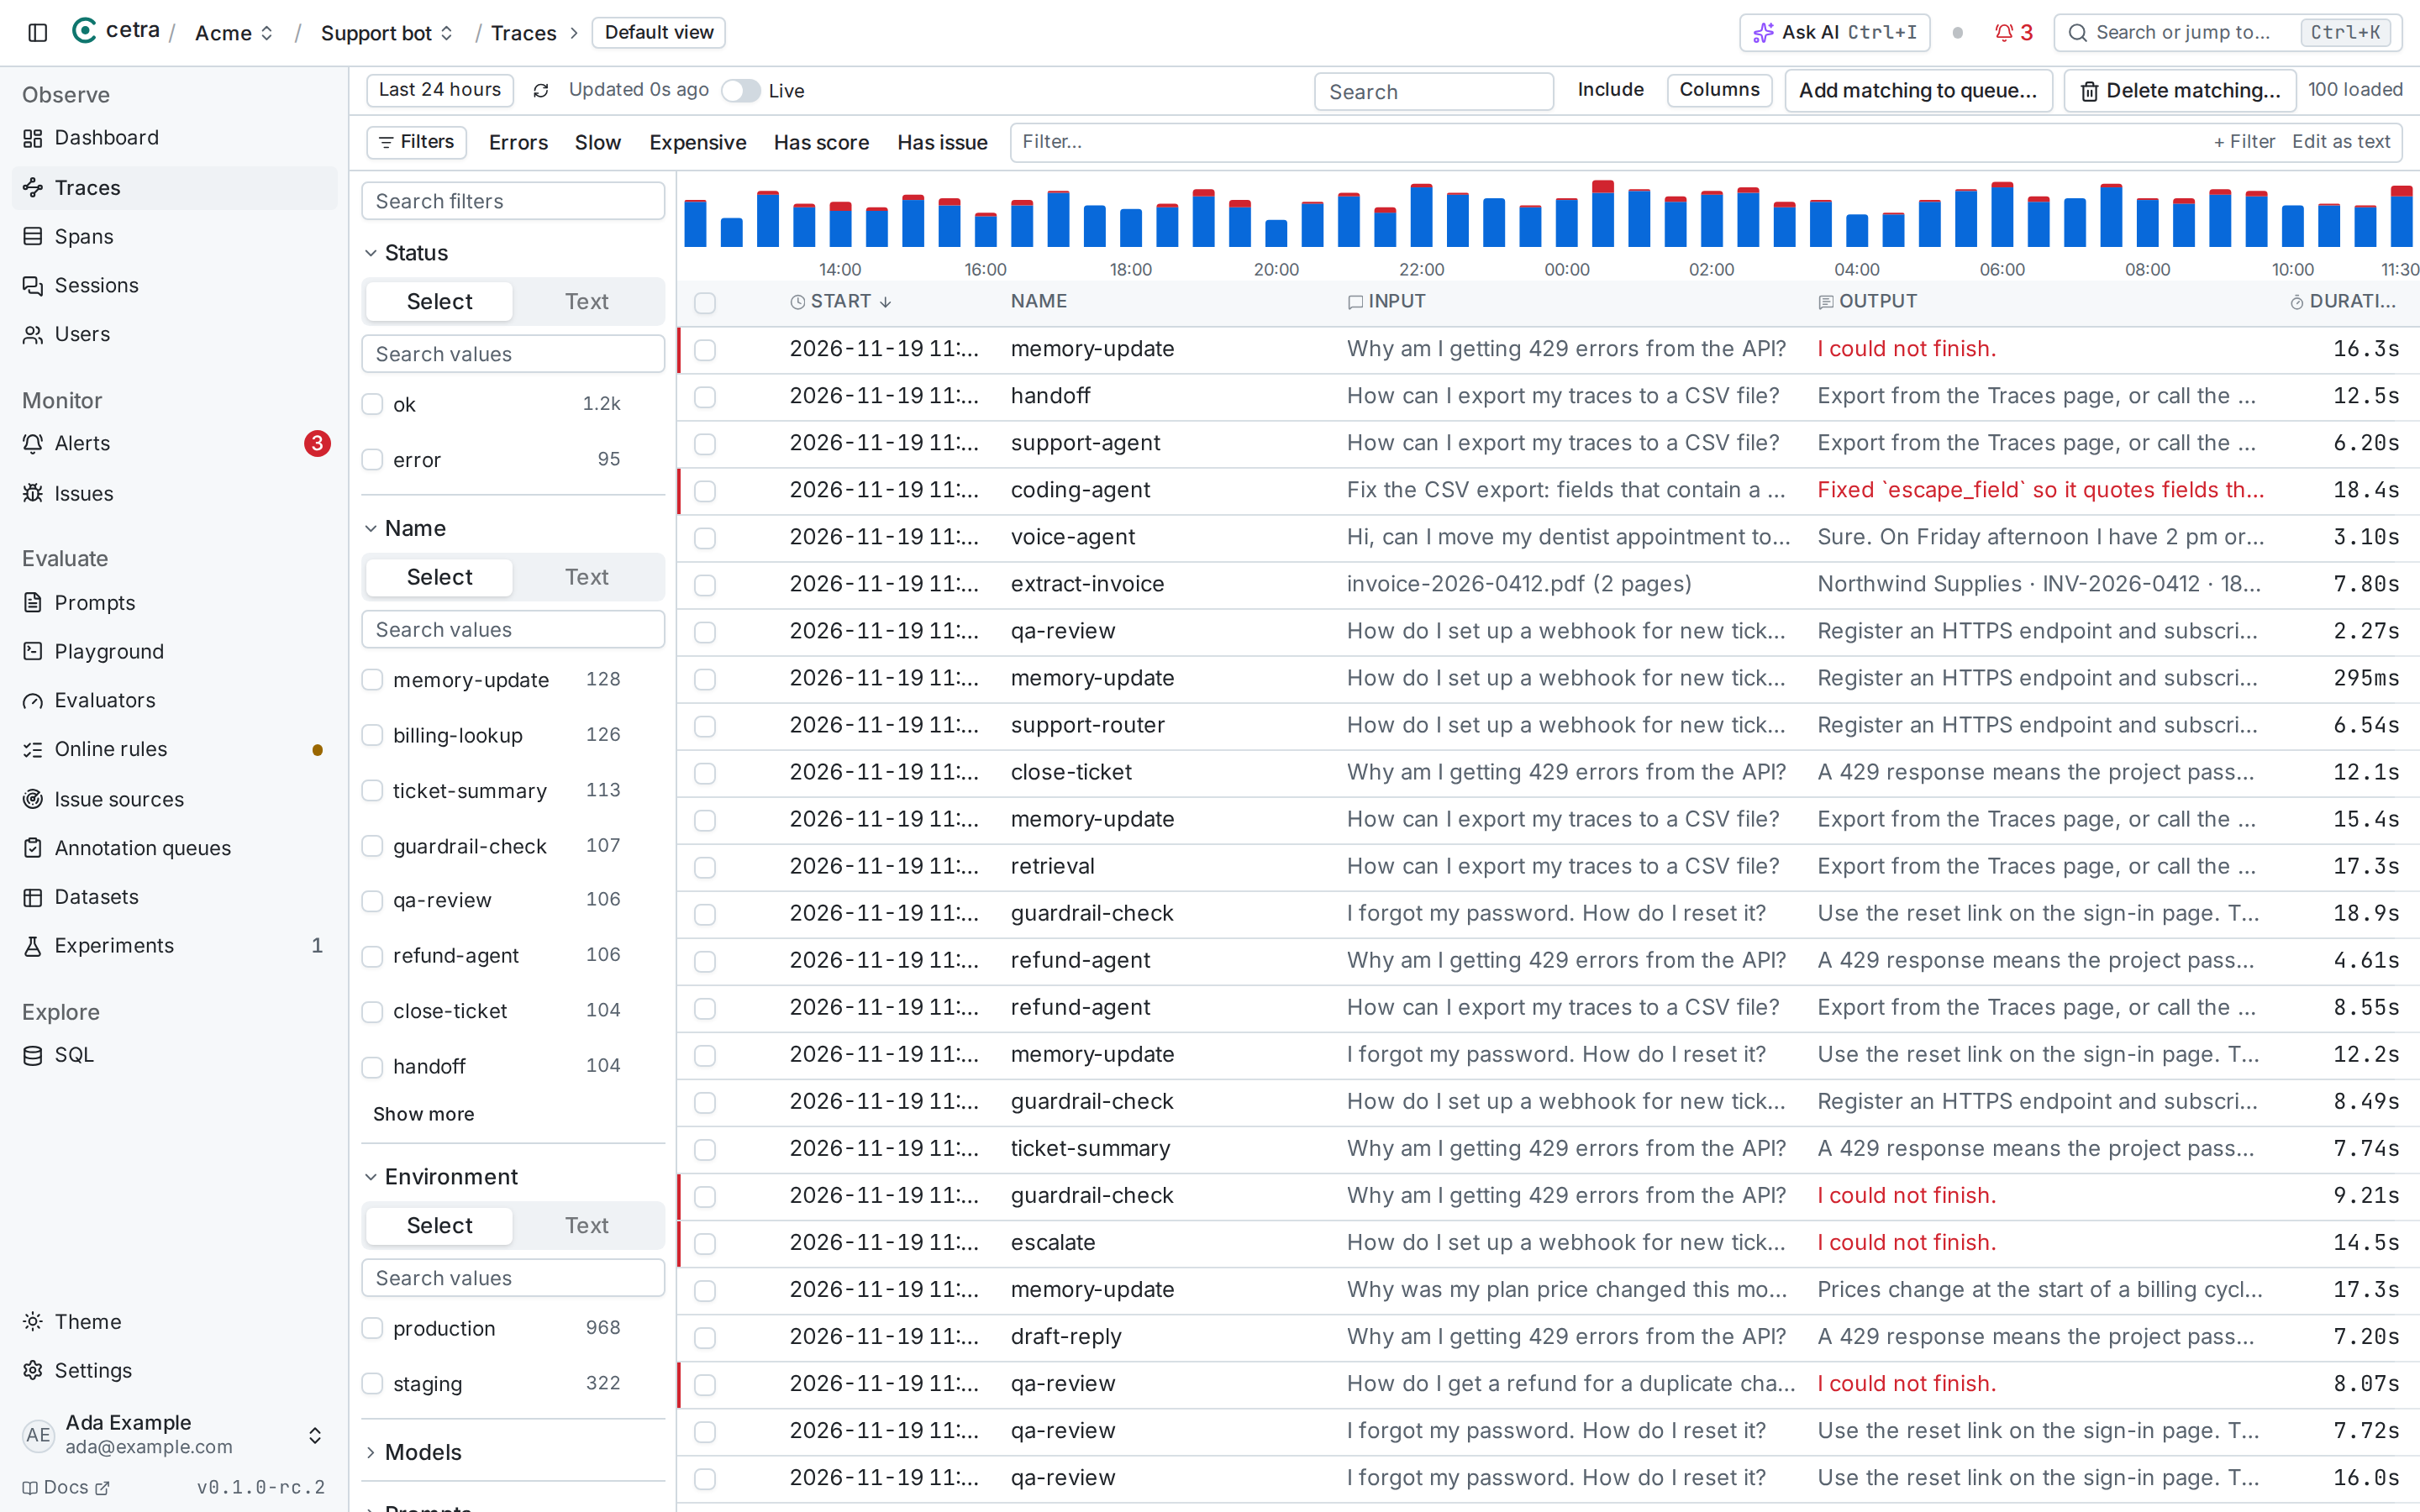 cetra / Acme / Support bot / Traces > Default view
Ask AI Ctrl+I
3
Search or jump to... Ctrl+K
Observe
Dashboard
Traces
Spans
Sessions
Users
Monitor
Alerts 3
Issues
Evaluate
Prompts
Playground
Evaluators
Online rules
Issue sources
Annotation queues
Datasets
Experiments 1
Explore
SQL
Theme
Settings
AE
Ada Example
ada@example.com
Docs
v0.1.0-rc.2
Last 24 hours
Updated 0s ago
Live
Search
Include
Columns
Add matching to queue...
Delete matching...
100 loaded
Filters
Errors
Slow
Expensive
Has score
Has issue
Filter...
+ Filter
Edit as text
Search filters
Status
Select Text
Search values
ok 1.2k
error 95
Name
Select Text
Search values
memory-update 128
billing-lookup 126
ticket-summary 113
guardrail-check 107
qa-review 106
refund-agent 106
close-ticket 104
handoff 104
Show more
Environment
Select Text
Search values
production 968
staging 322
Models
14:00 16:00 18:00 20:00 22:00 00:00 02:00 04:00 06:00 08:00 10:00 11:30
START NAME INPUT OUTPUT DURATI...
2026-11-19 11:... memory-update Why am I getting 429 errors from the API? I could not finish. 16.3s
2026-11-19 11:... handoff How can I export my traces to a CSV file? Export from the Traces page, or call the ... 12.5s
2026-11-19 11:... support-agent How can I export my traces to a CSV file? Export from the Traces page, or call the ... 6.20s
2026-11-19 11:... coding-agent Fix the CSV export: fields that contain a ... Fixed `escape_field` so it quotes fields th... 18.4s
2026-11-19 11:... voice-agent Hi, can I move my dentist appointment to... Sure. On Friday afternoon I have 2 pm or... 3.10s
2026-11-19 11:... extract-invoice invoice-2026-0412.pdf (2 pages) Northwind Supplies · INV-2026-0412 · 18... 7.80s
2026-11-19 11:... qa-review How do I set up a webhook for new tick... Register an HTTPS endpoint and subscri... 2.27s
2026-11-19 11:... memory-update How do I set up a webhook for new tick... Register an HTTPS endpoint and subscri... 295ms
2026-11-19 11:... support-router How do I set up a webhook for new tick... Register an HTTPS endpoint and subscri... 6.54s
2026-11-19 11:... close-ticket Why am I getting 429 errors from the API? A 429 response means the project pass... 12.1s
2026-11-19 11:... memory-update How can I export my traces to a CSV file? Export from the Traces page, or call the ... 15.4s
2026-11-19 11:... retrieval How can I export my traces to a CSV file? Export from the Traces page, or call the ... 17.3s
2026-11-19 11:... guardrail-check I forgot my password. How do I reset it? Use the reset link on the sign-in page. T... 18.9s
2026-11-19 11:... refund-agent Why am I getting 429 errors from the API? A 429 response means the project pass... 4.61s
2026-11-19 11:... refund-agent How can I export my traces to a CSV file? Export from the Traces page, or call the ... 8.55s
2026-11-19 11:... memory-update I forgot my password. How do I reset it? Use the reset link on the sign-in page. T... 12.2s
2026-11-19 11:... guardrail-check How do I set up a webhook for new tick... Register an HTTPS endpoint and subscri... 8.49s
2026-11-19 11:... ticket-summary Why am I getting 429 errors from the API? A 429 response means the project pass... 7.74s
2026-11-19 11:... guardrail-check Why am I getting 429 errors from the API? I could not finish. 9.21s
2026-11-19 11:... escalate How do I set up a webhook for new tick... I could not finish. 14.5s
2026-11-19 11:... memory-update Why was my plan price changed this mo... Prices change at the start of a billing cycl... 17.3s
2026-11-19 11:... draft-reply Why am I getting 429 errors from the API? A 429 response means the project pass... 7.20s
2026-11-19 11:... qa-review How do I get a refund for a duplicate cha... I could not finish. 8.07s
2026-11-19 11:... qa-review I forgot my password. How do I reset it? Use the reset link on the sign-in page. T... 7.72s
2026-11-19 11:... qa-review I forgot my password. How do I reset it? Use the reset link on the sign-in page. T... 16.0s